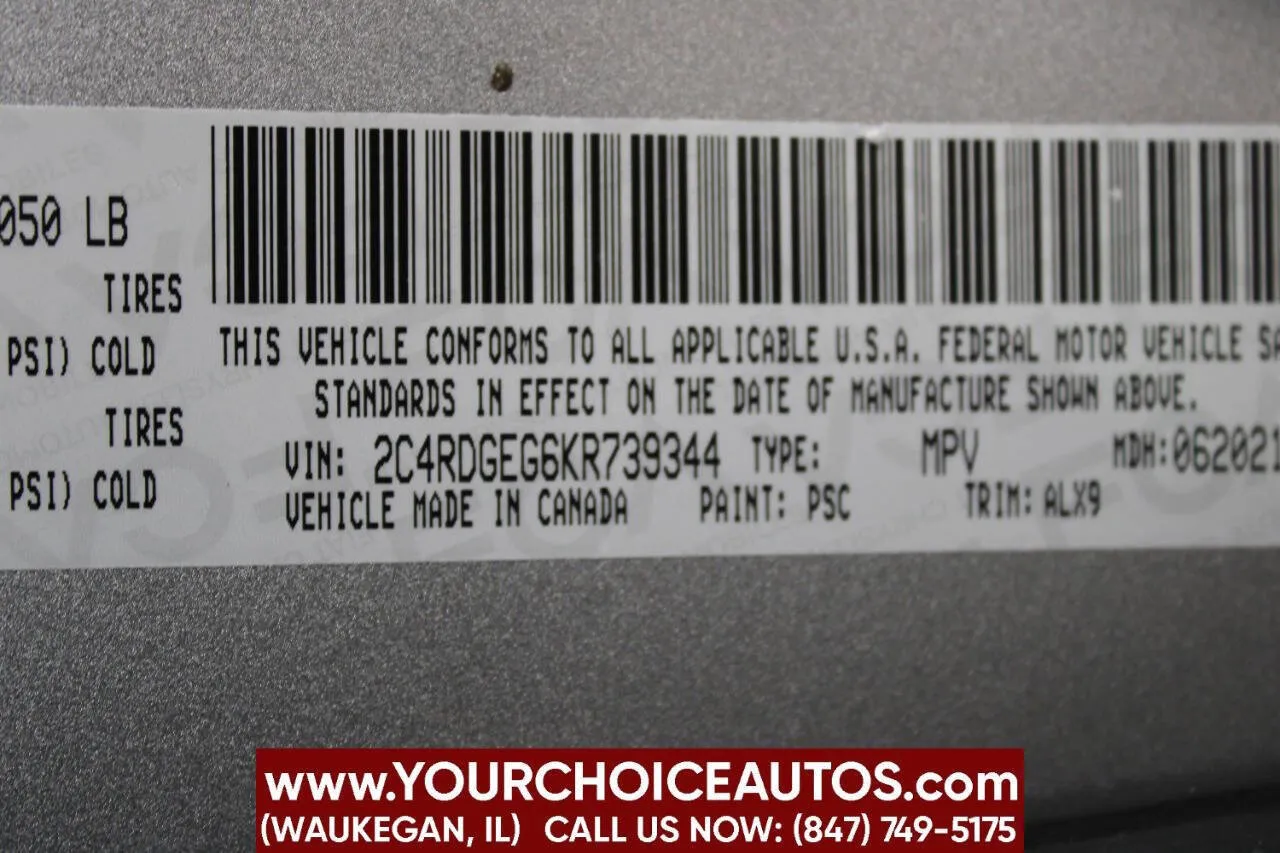 050 LB
TIRES
PSI) COLD
TIRES
PSI) COLD
THIS VEHICLE CONFORMS TO ALL APPLICABLE U.S.A. FEDERAL MOTOR VEHICLE SA
STANDARDS IN EFFECT ON THE DATE OF MANUFACTURE SHOWN ABOVE.
VIN: 2C4RDGEG6KR739344 TYPE: MPV MDH:062021
VEHICLE MADE IN CANADA PAINT: PSC TRIM: ALX9
www.YOURCHOICEAUTOS.com
(WAUKEGAN, IL) CALL US NOW: (847) 749-5175